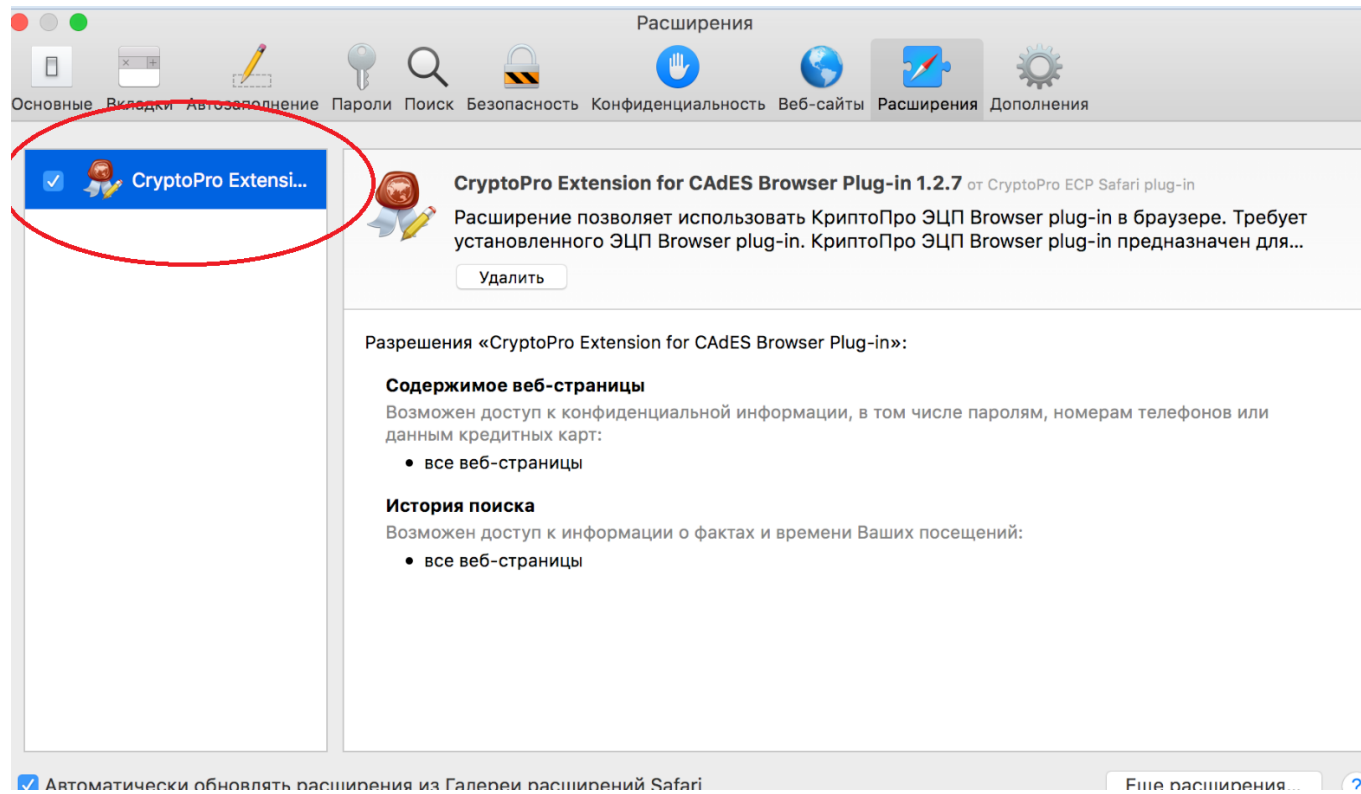 Расширения
Основные Вкладки Автозаполнение Пароли Поиск Безопасность Конфиденциальность Веб-сайты Расширения Дополнения
CryptoPro Extensi...
CryptoPro Extension for CAdES Browser Plug-in 1.2.7 от CryptoPro ECP Safari plug-in
Расширение позволяет использовать КриптоПро ЭЦП Browser plug-in в браузере. Требует
установленного ЭЦП Browser plug-in. КриптоПро ЭЦП Browser plug-in предназначен для...
Удалить
Разрешения «CryptoPro Extension for CAdES Browser Plug-in»:
Содержимое веб-страницы
Возможен доступ к конфиденциальной информации, в том числе паролям, номерам телефонов или
данным кредитных карт:
• все веб-страницы
История поиска
Возможен доступ к информации о фактах и времени Ваших посещений:
• все веб-страницы
Автоматически обновлять расширения из Галереи расширений Safari
Еще расширения... ?